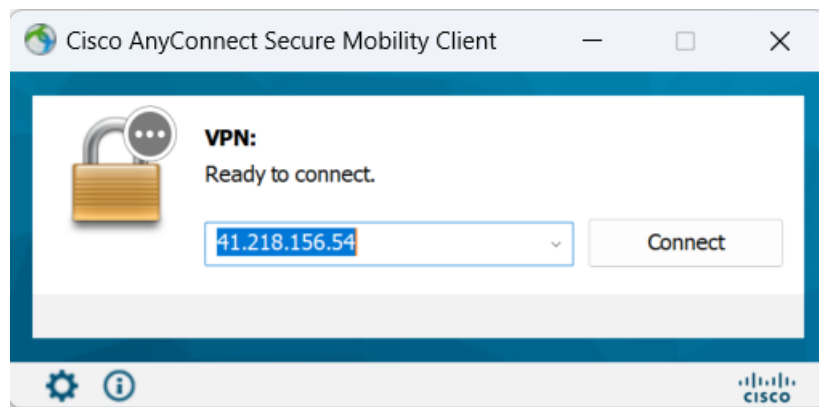 Cisco AnyConnect Secure Mobility Client
VPN:
Ready to connect.
41.218.156.54
Connect
CISCO